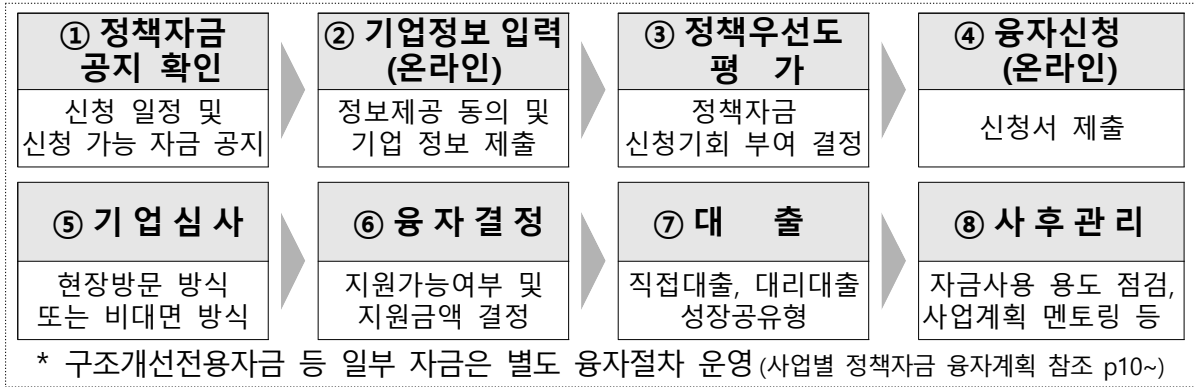 ① 정책자금
공지 확인
신청 일정 및
신청 가능 자금 공지
② 기업정보 입력
(온라인)
정보제공 동의 및
기업 정보 제출
③ 정책우선도
평 가
정책자금
신청기회 부여 결정
④ 융자신청
(온라인)
신청서 제출
⑤ 기 업 심 사
현장방문 방식
또는 비대면 방식
⑥ 융 자 결 정
지원가능여부 및
지원금액 결정
⑦ 대 출
직접대출, 대리대출
성장공유형
⑧ 사 후 관 리
자금사용 용도 점검,
사업계획 멘토링 등
* 구조개선전용자금 등 일부 자금은 별도 융자절차 운영 (사업별 정책자금 융자계획 참조 p10~)